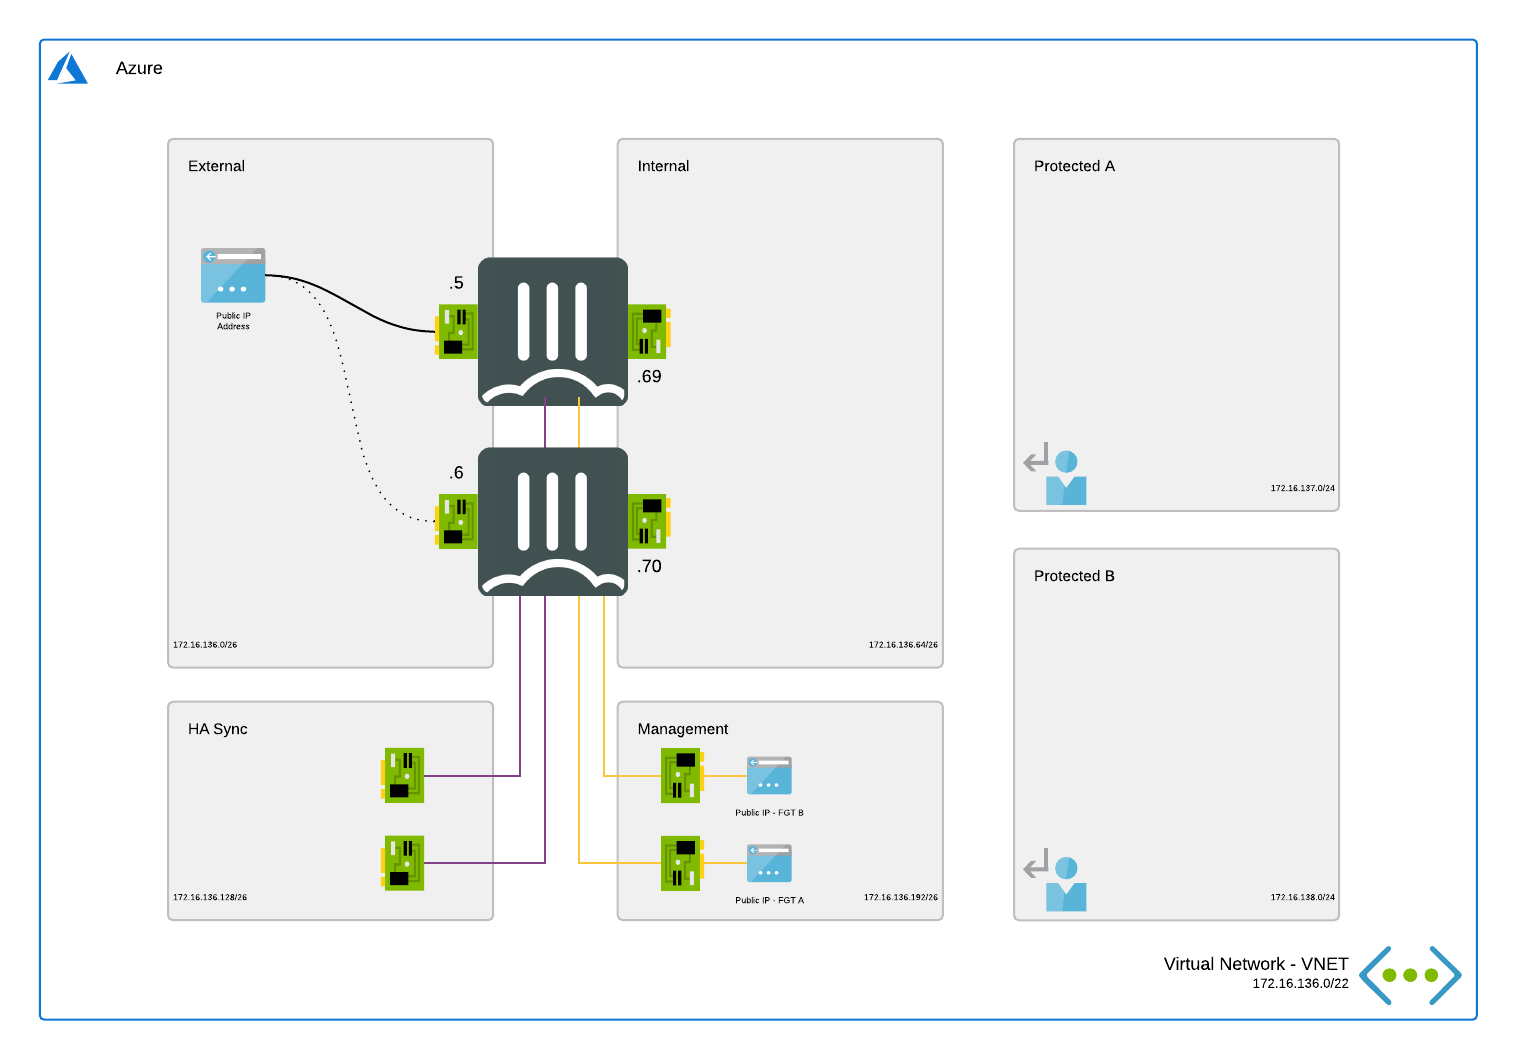 Azure
External
Internal
Protected A
Public IP
Address
.5
.69
.6
.70
172.16.137.0/24
Protected B
172.16.136.0/26
172.16.136.64/26
HA Sync
Management
Public IP - FGT B
Public IP - FGT A
172.16.136.128/26
172.16.136.192/26
172.16.138.0/24
Virtual Network - VNET
172.16.136.0/22